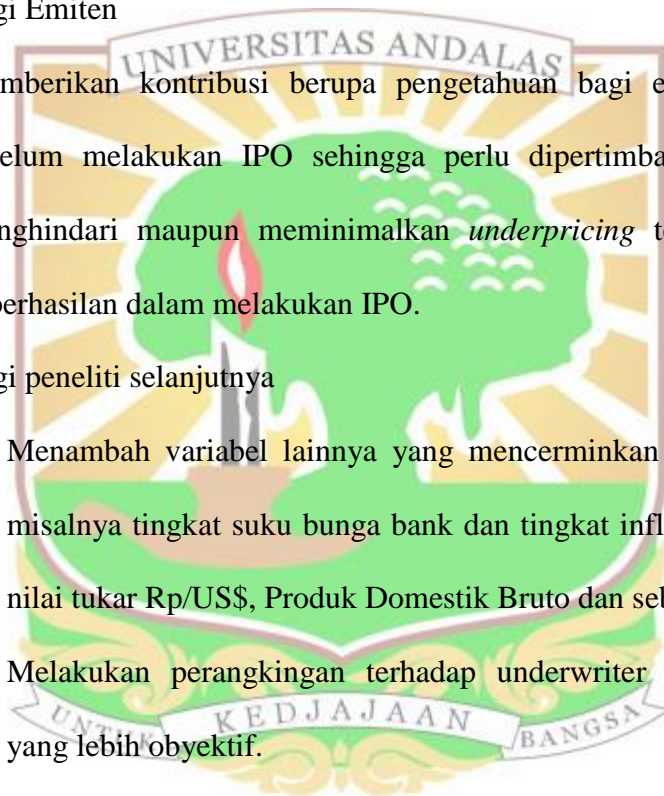 gi Emiten
UNIVERSITAS ANDALAS
mberikan kontribusi berupa pengetahuan bagi e
elum melakukan IPO sehingga perlu dipertimba
nghindari maupun meminimalkan underpricing t
perhasilan dalam melakukan IPO.
gi peneliti selanjutnya
Menambah variabel lainnya yang mencerminkan
misalnya tingkat suku bunga bank dan tingkat infl
nilai tukar Rp/US$, Produk Domestik Bruto dan seb
Melakukan perangkingan terhadap underwriter
UNTUK KEDJAJAAN BANGSA
yang lebih obyektif.